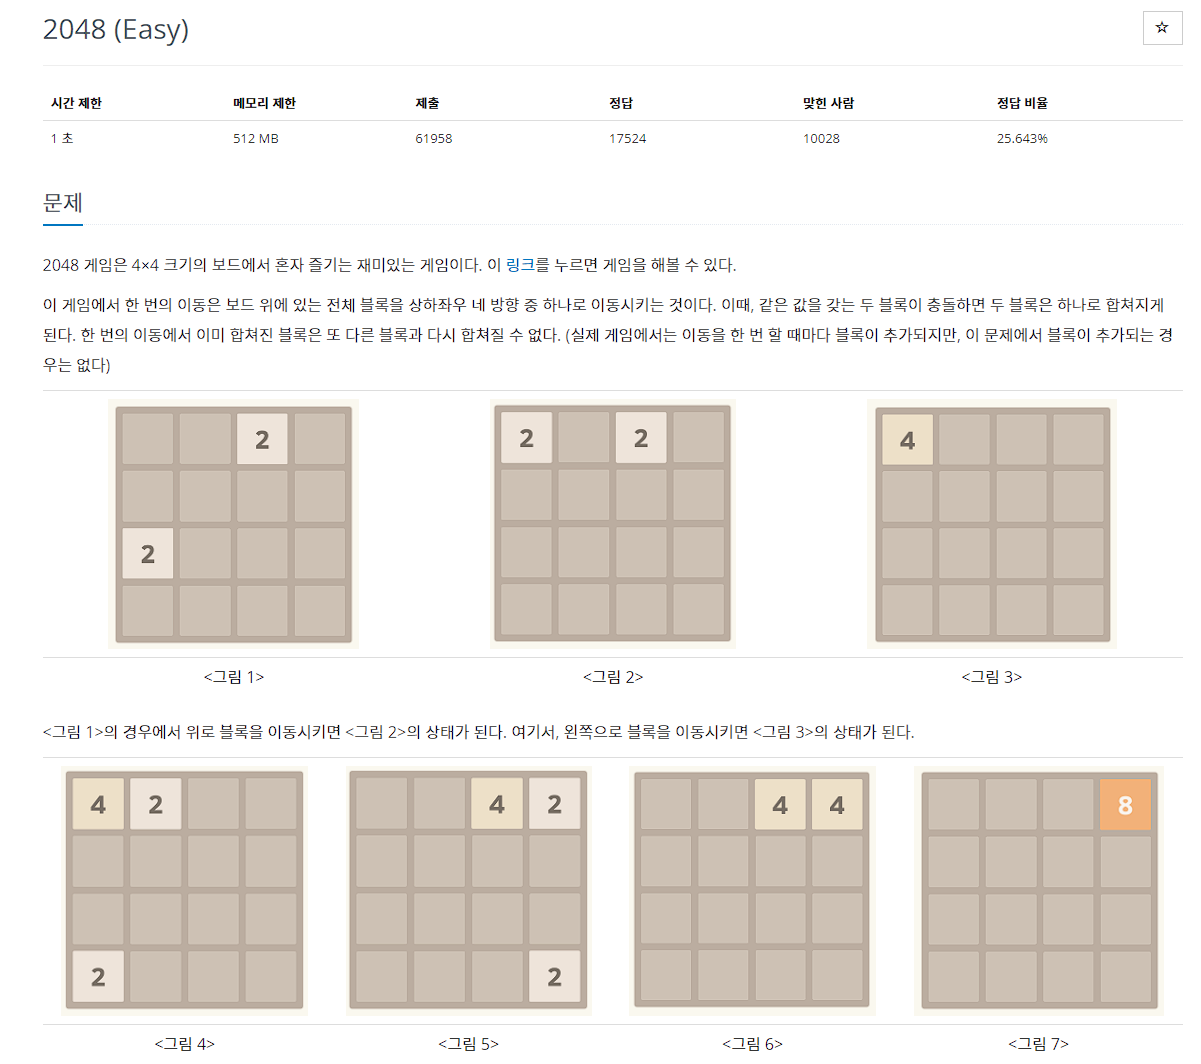 2048 (Easy)
☆
시간 제한 메모리 제한 제출 정답 맞힌 사람 정답 비율
1 초 512 MB 61958 17524 10028 25.643%
문제
2048 게임은 4×4 크기의 보드에서 혼자 즐기는 재미있는 게임이다. 이 링크를 누르면 게임을 해볼 수 있다.
이 게임에서 한 번의 이동은 보드 위에 있는 전체 블록을 상하좌우 네 방향 중 하나로 이동시키는 것이다. 이때, 같은 값을 갖는 두 블록이 충돌하면 두 블록은 하나로 합쳐지게
된다. 한 번의 이동에서 이미 합쳐진 블록은 또 다른 블록과 다시 합쳐질 수 없다. (실제 게임에서는 이동을 한 번 할 때마다 블록이 추가되지만, 이 문제에서 블록이 추가되는 경
우는 없다)
2 2 2 4
2
<그림 1> <그림 2> <그림 3>
<그림 1>의 경우에서 위로 블록을 이동시키면 <그림 2>의 상태가 된다. 여기서, 왼쪽으로 블록을 이동시키면 <그림 3>의 상태가 된다.
4 2 4 2 4 4 8
2 2
<그림 4> <그림 5> <그림 6> <그림 7>